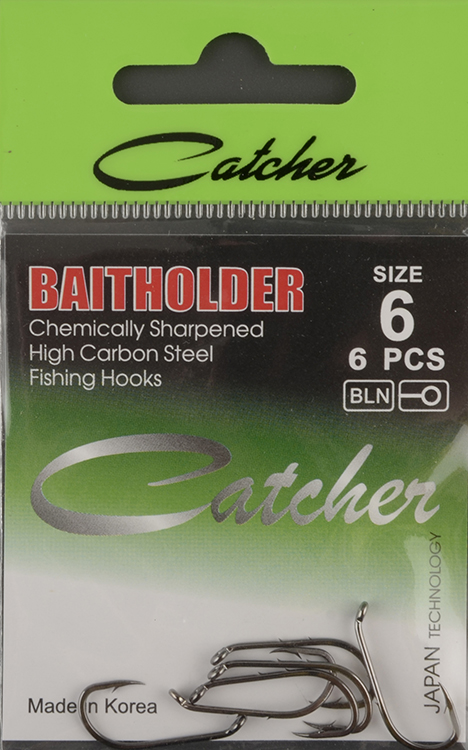 Catcher
BAITHOLDER
Chemically Sharpened
High Carbon Steel
Fishing Hooks
SIZE
6
6 PCS
BLN
Catcher
JAPAN TECHNOLOGY
Made in Korea